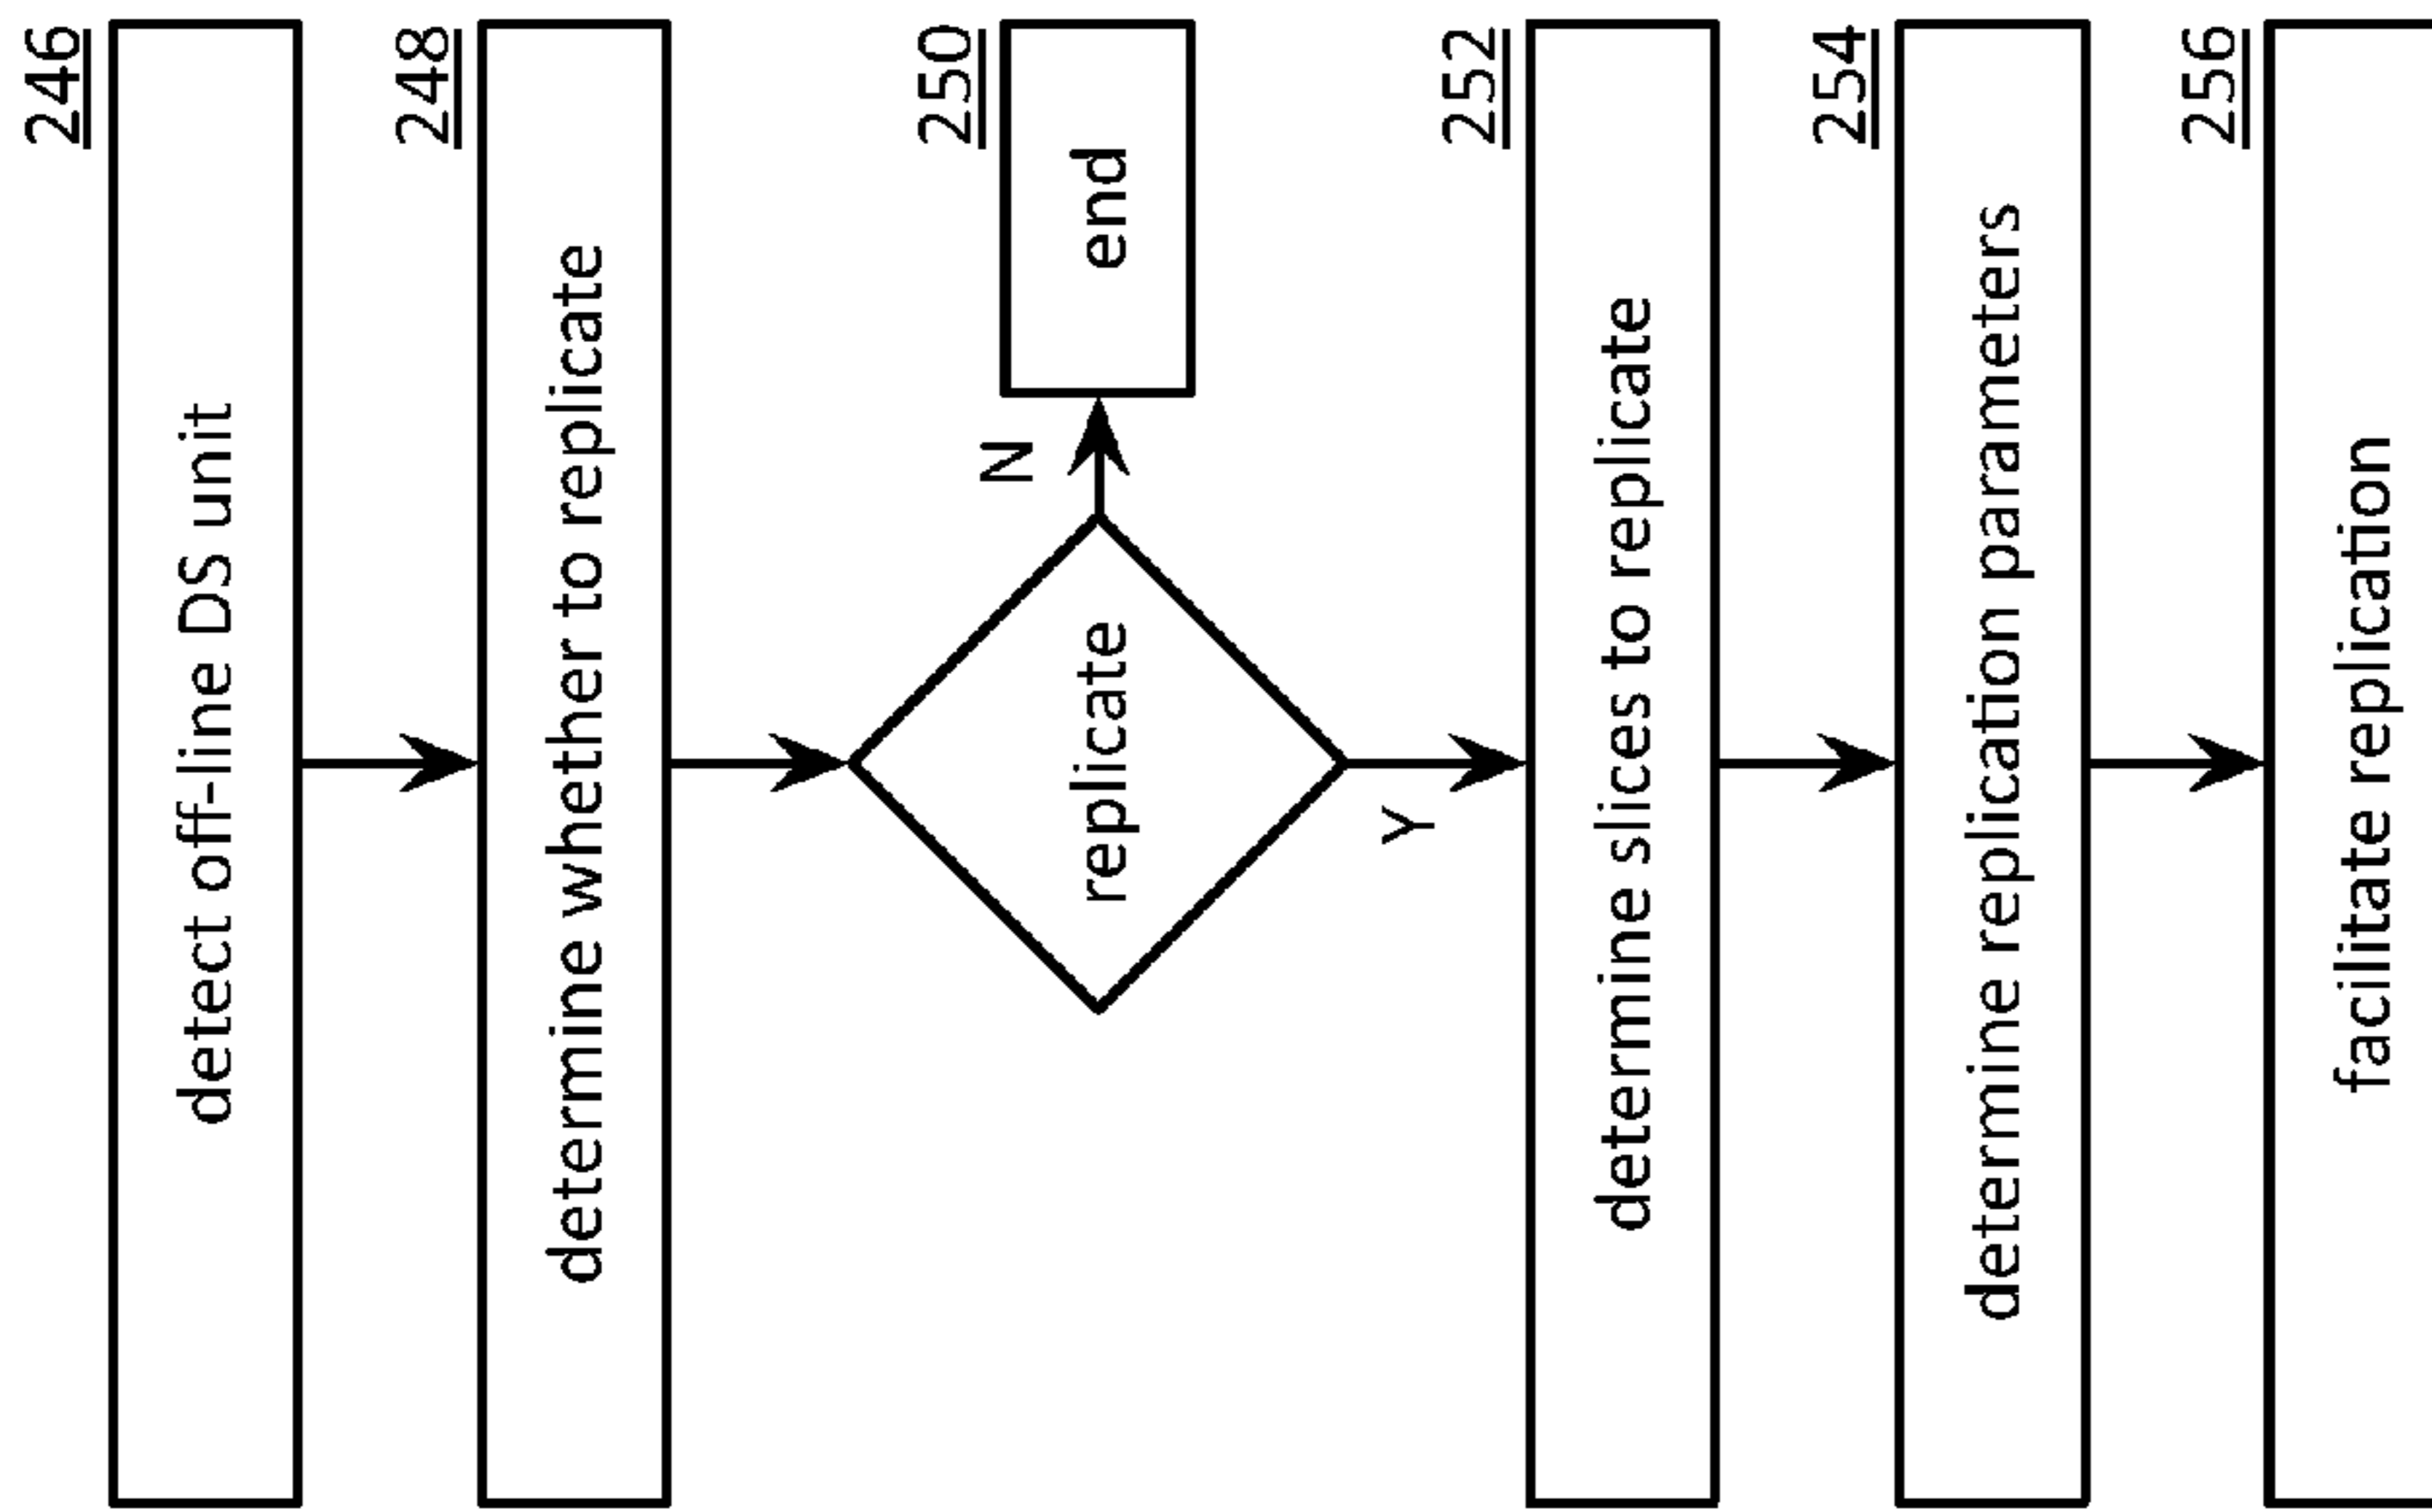 246
detect off-line DS unit
248
determine whether to replicate
replicate
N
250
end
Y
252
determine slices to replicate
254
determine replication parameters
256
facilitate replication